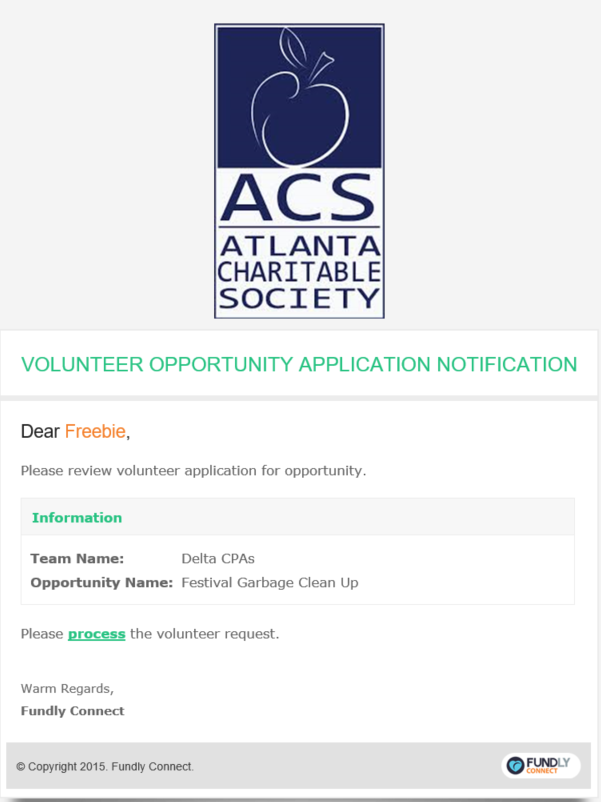 ACS
ATLANTA
CHARITABLE
SOCIETY
VOLUNTEER OPPORTUNITY APPLICATION NOTIFICATION
Dear Freebie,
Please review volunteer application for opportunity.
Information
Team Name: Delta CPAs
Opportunity Name: Festival Garbage Clean Up
Please process the volunteer request.
Warm Regards,
Fundly Connect
© Copyright 2015. Fundly Connect.
FUNDLY
CONNECT